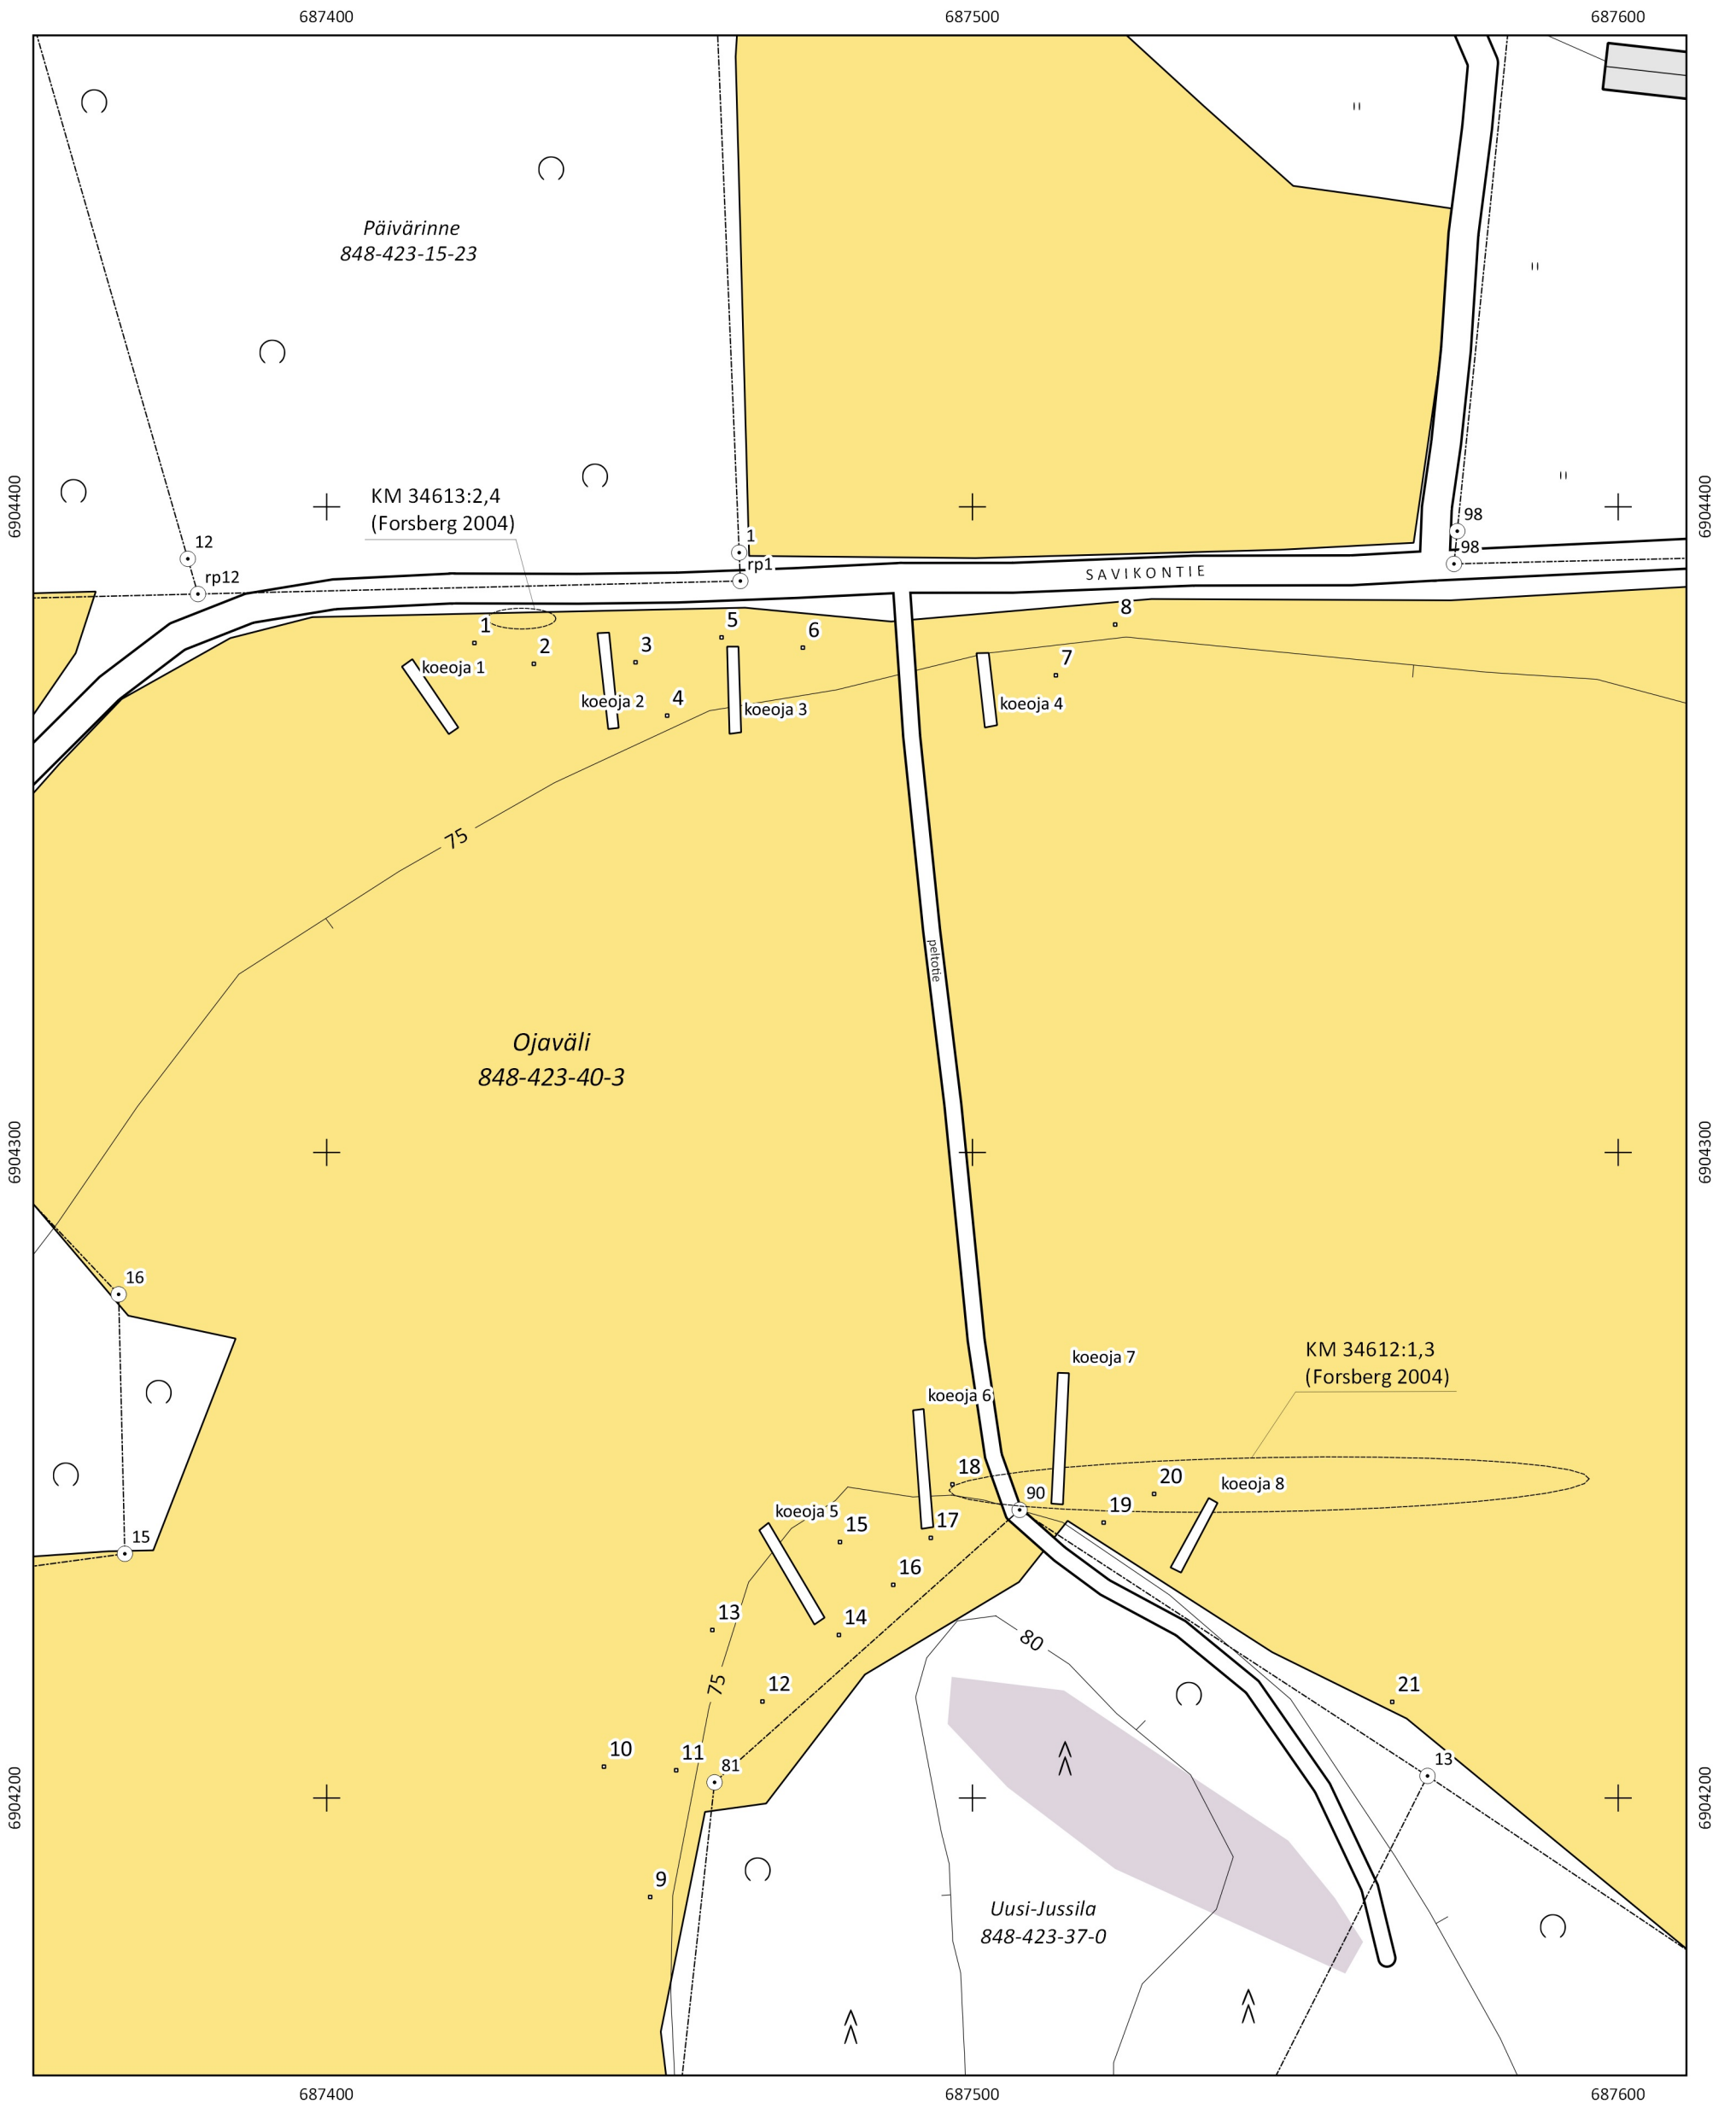 687400
687500
687600
Päivärinne
848-423-15-23
6904400
6904400
KM 34613:2,4
(Forsberg 2004)
98
1
98
12
rp1
rp12
SAVIKONTIE
1
2
3
5
6
8
4
7
koeoja 1
koeoja 2
koeoja 3
koeoja 4
75
peltotie
Ojaväli
848-423-40-3
6904300
6904300
16
KM 34612:1,3
(Forsberg 2004)
koeoja 7
koeoja 6
18
20
koeoja 8
90
19
koeoja 5
15
17
15
16
13
14
80
75
12
21
10
11
81
13
6904200
6904200
9
Uusi-Jussila
848-423-37-0
687400
687500
687600